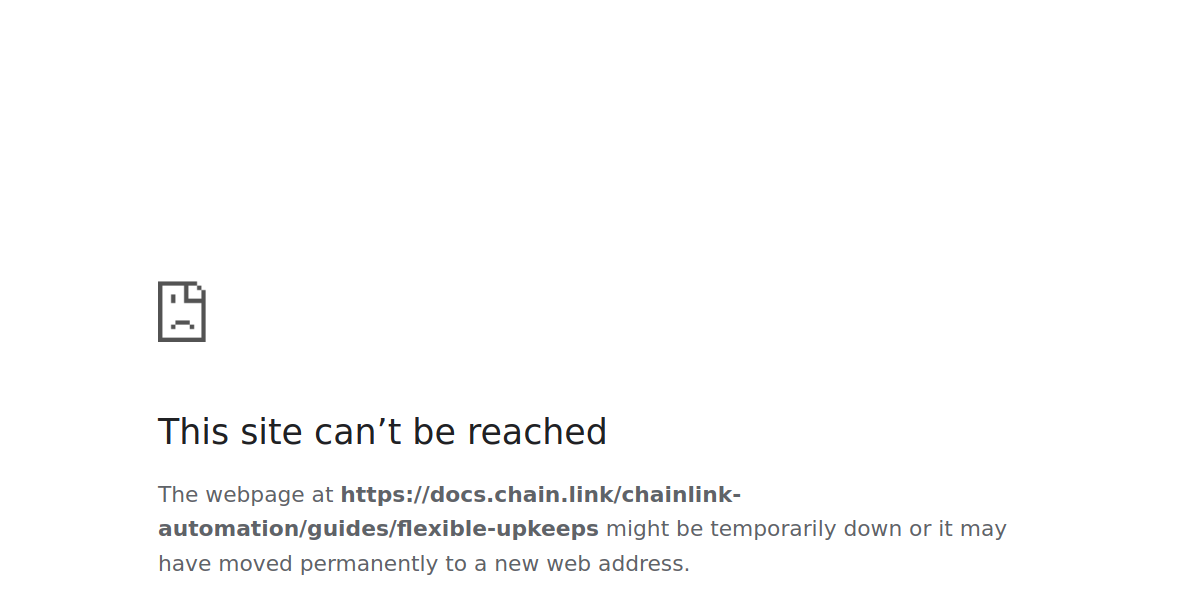 This site can’t be reached
The webpage at https://docs.chain.link/chainlink-
automation/guides/flexible-upkeeps might be temporarily down or it may
have moved permanently to a new web address.